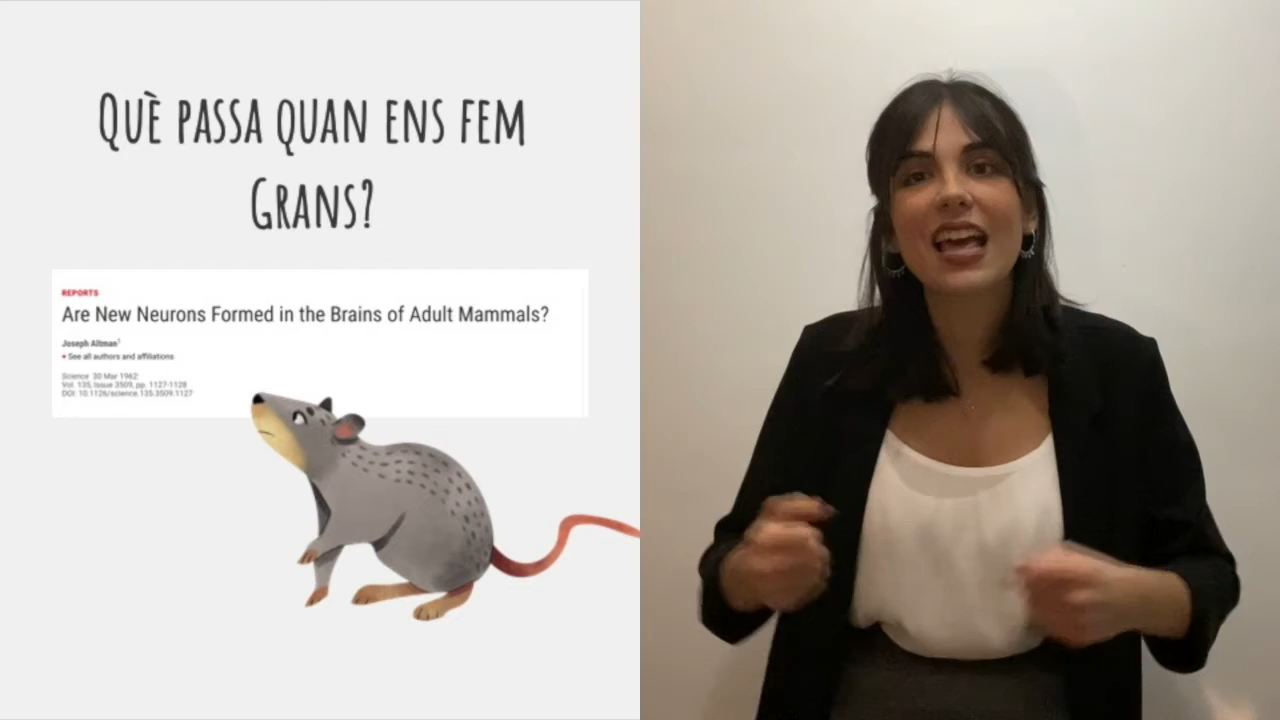 Què passa quan ens fem
Grans?
REPORTS
Are New Neurons Formed in the Brains of Adult Mammals?
Joseph Altman1
+ See all authors and affiliations
Science 30 Mar 1962:
Vol. 135, Issue 3509, pp. 1127-1128
DOI: 10.1126/science.135.3509.1127